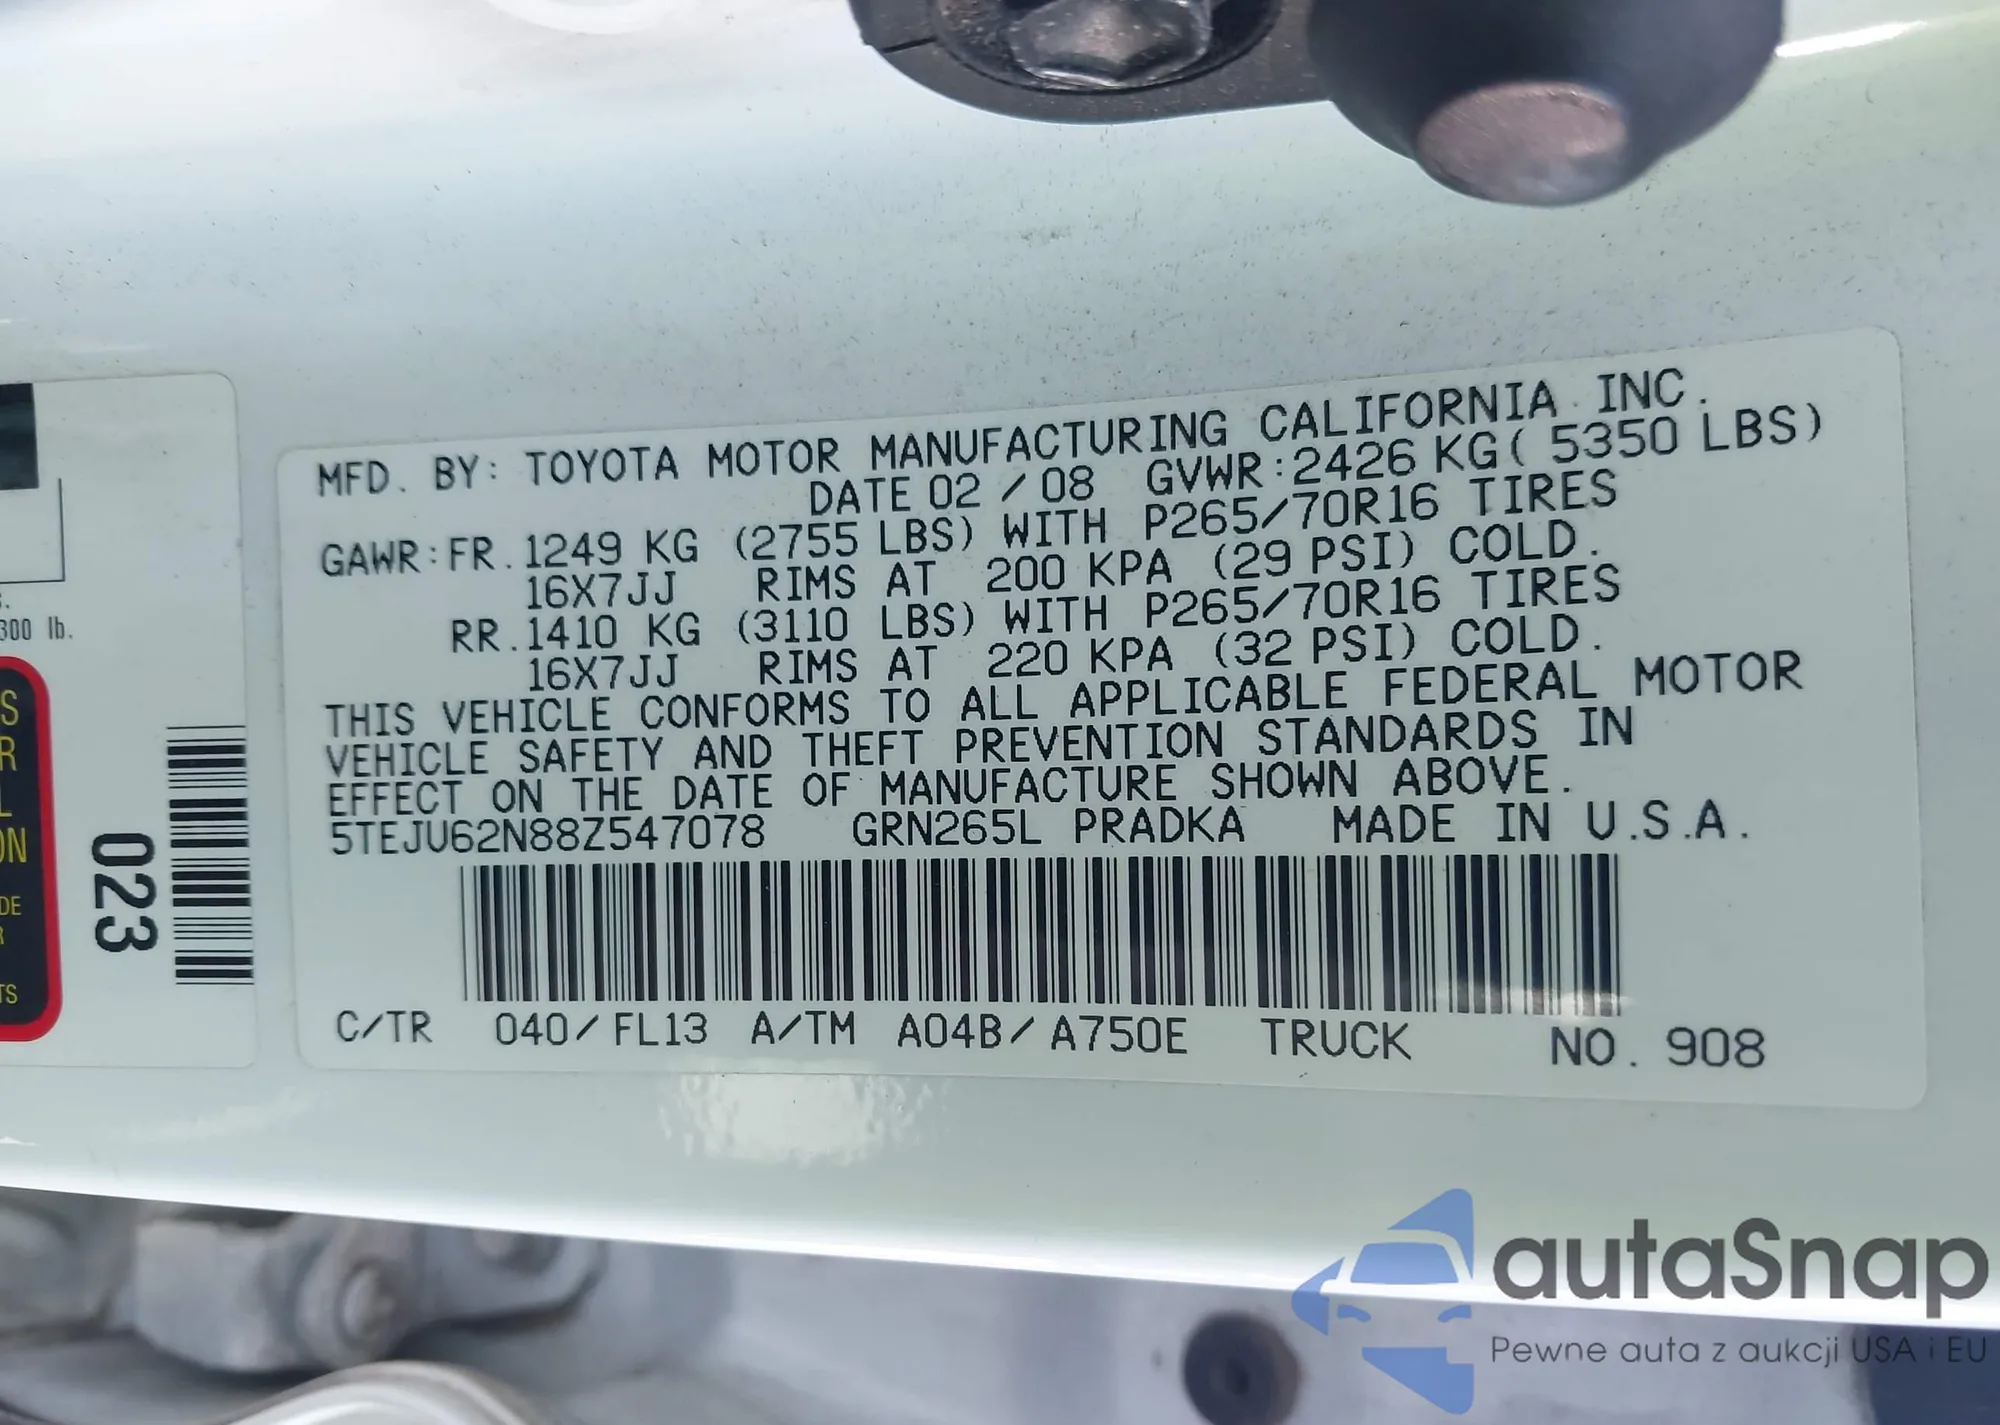 MFD. BY: TOYOTA MOTOR MANUFACTURING CALIFORNIA INC.
DATE 02 / 08 GVWR:2426 KG( 5350 LBS)
GAWR:FR.1249 KG (2755 LBS) WITH P265/70R16 TIRES
16X7JJ RIMS AT 200 KPA (29 PSI) COLD.
RR.1410 KG (3110 LBS) WITH P265/70R16 TIRES
16X7JJ RIMS AT 220 KPA (32 PSI) COLD.
THIS VEHICLE CONFORMS TO ALL APPLICABLE FEDERAL MOTOR
VEHICLE SAFETY AND THEFT PREVENTION STANDARDS IN
EFFECT ON THE DATE OF MANUFACTURE SHOWN ABOVE.
5TEJU62N88Z547078 GRN265L PRADKA MADE IN U.S.A.
C/TR 040/FL13 A/TM A04B/A750E TRUCK NO. 908
300 lb.
023
autaSnap
Pewne auta z aukcji USA i EU